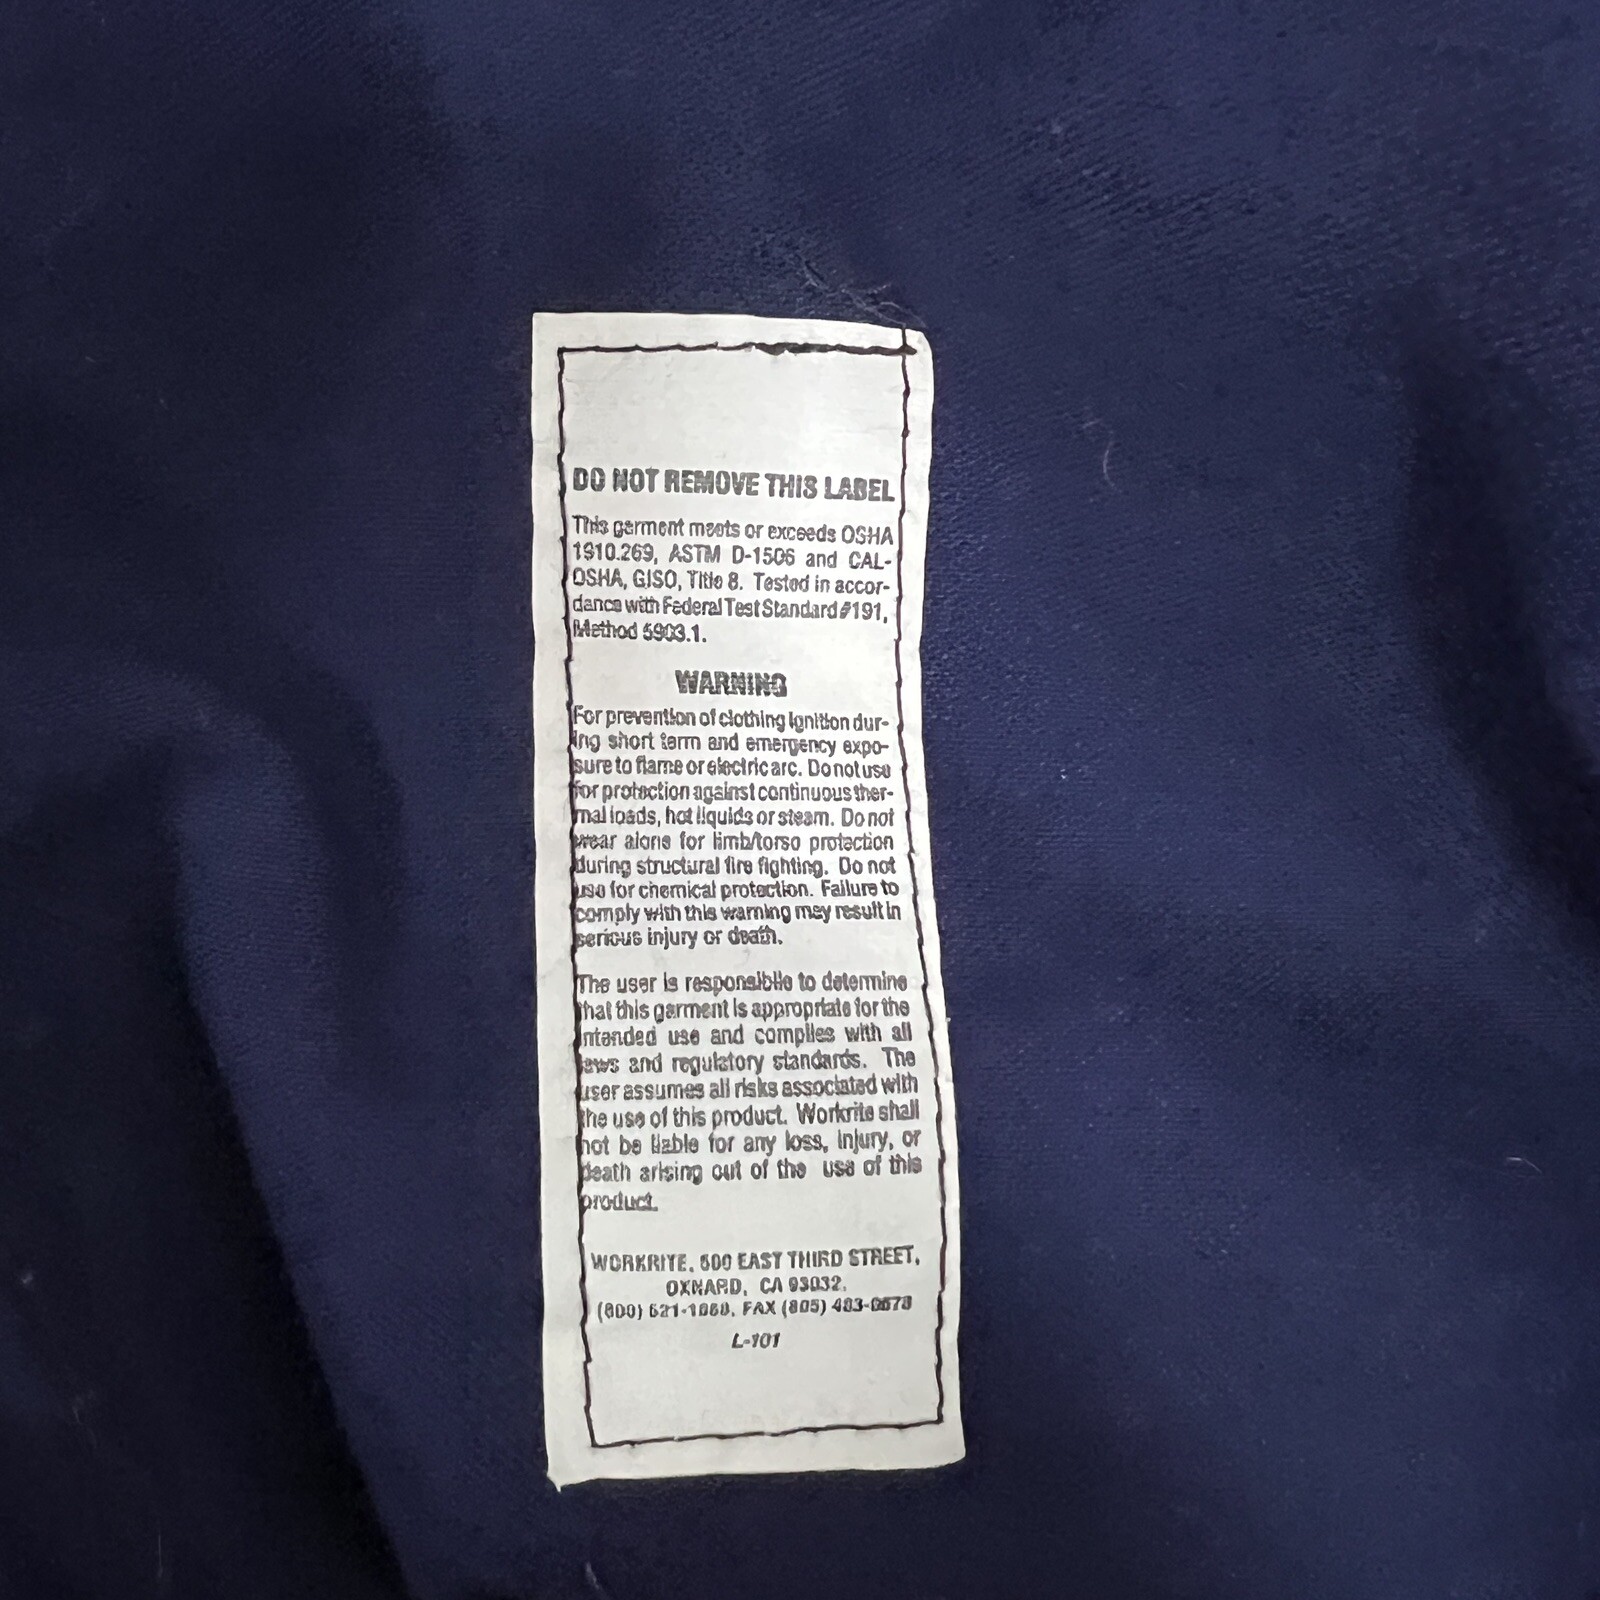 DO NOT REMOVE THIS LABEL
This garment meets or exceeds OSHA
1910.269, ASTM D-1506 and CAL-
OSHA, GISO, Title 8. Tested in accor-
dance with Federal Test Standard #191,
Method 5903.1.
WARNING
For prevention of clothing ignition dur-
ing short term and emergency expo-
sure to flame or electric arc. Do not use
for protection against continuous ther-
mal loads, hot liquids or steam. Do not
wear alone for limb/torso protection
during structural fire fighting. Do not
use for chemical protection. Failure to
comply with this warning may result in
serious injury or death.
The user is responsible to determine
that this garment is appropriate for the
intended use and complies with all
laws and regulatory standards. The
user assumes all risks associated with
the use of this product. Workrite shall
not be liable for any loss, injury, or
death arising out of the use of this
product.
WORKRITE, 500 EAST THIRD STREET,
OXNARD, CA 93032.
(800) 521-1888, FAX (805) 483-
L-101